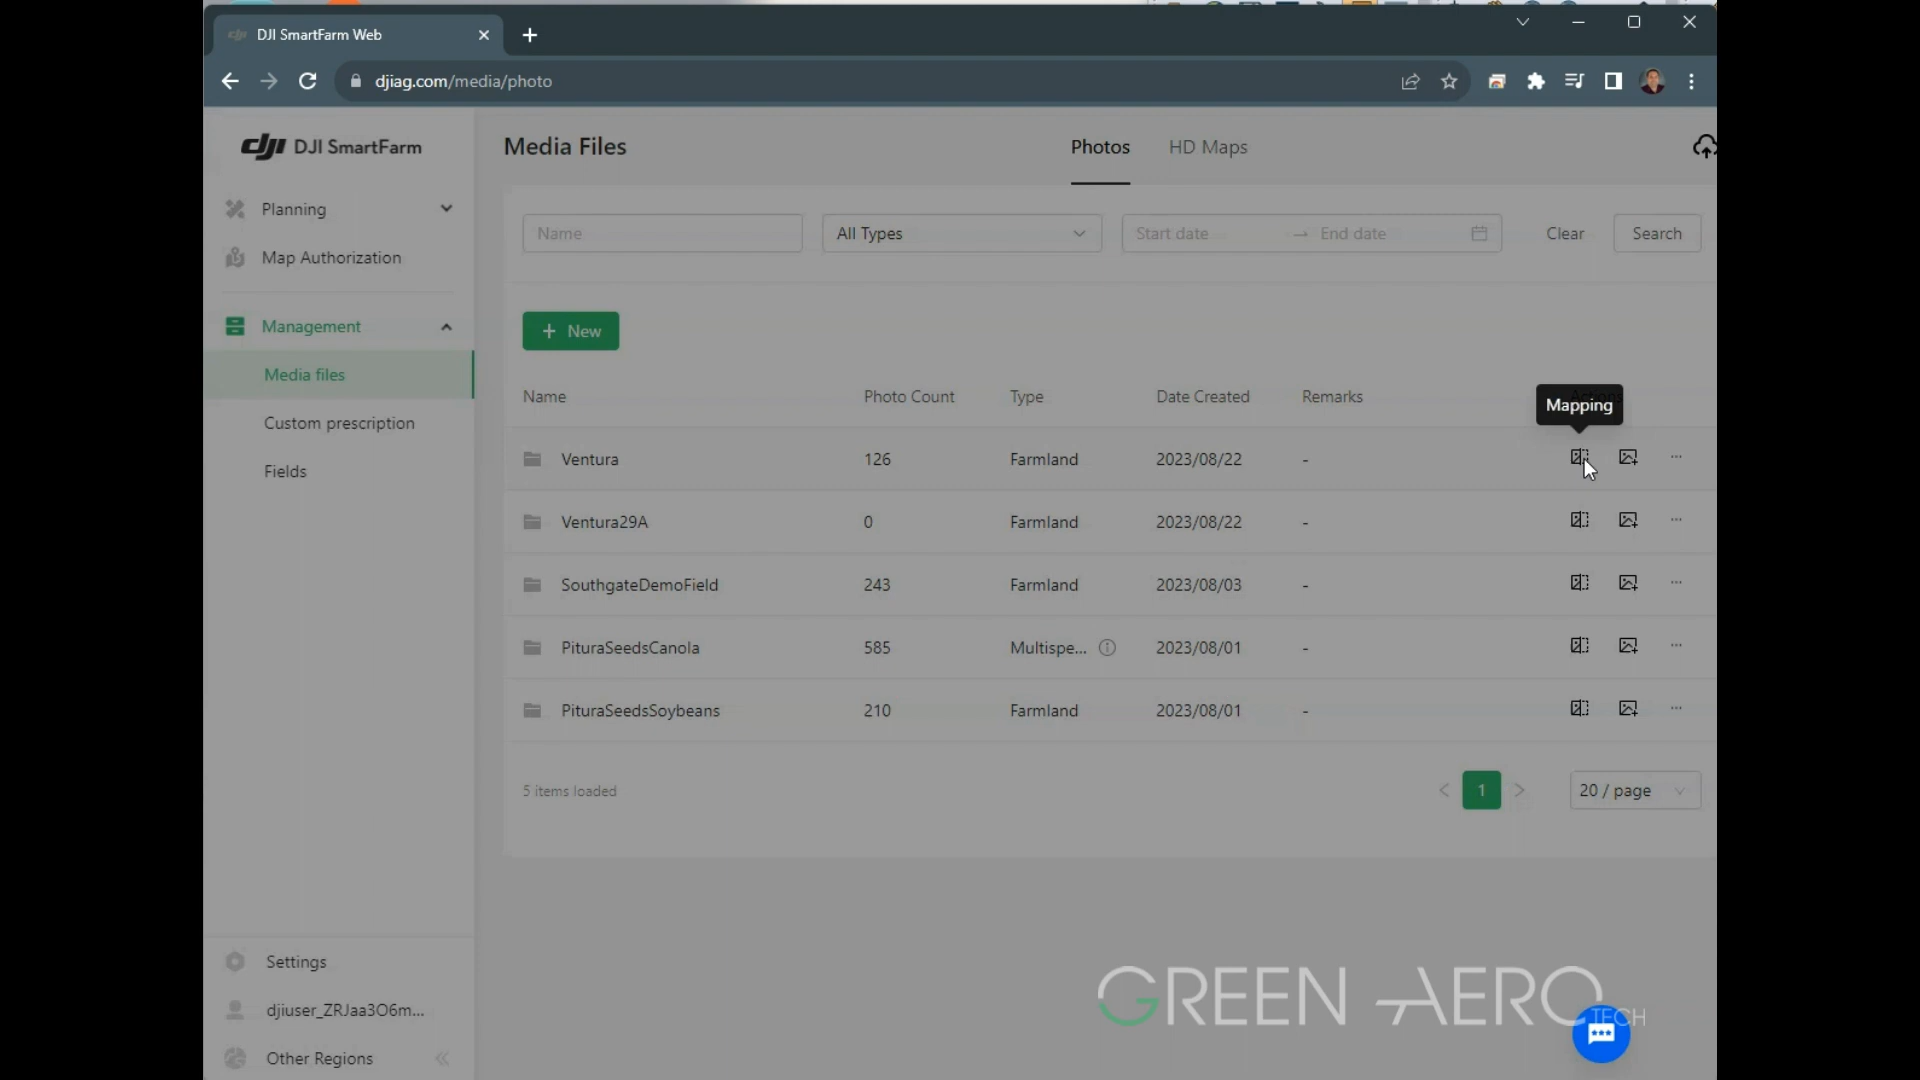 DJI SmartFarm Web
djiag.com/media/photo
dji DJI SmartFarm
Planning
Map Authorization
Management
Media files
Custom prescription
Fields
Settings
djiuser_ZRJaa3O6m...
Other Regions
Media Files
Photos HD Maps
Name All Types Start date End date Clear Search
+ New
Name Photo Count Type Date Created Remarks
Mapping
Ventura 126 Farmland 2023/08/22 -
Ventura29A 0 Farmland 2023/08/22 -
SouthgateDemoField 243 Farmland 2023/08/03 -
PituraSeedsCanola 585 Multispe... 2023/08/01 -
PituraSeedsSoybeans 210 Farmland 2023/08/01 -
5 items loaded
1
20 / page
GREEN AERO
TECH